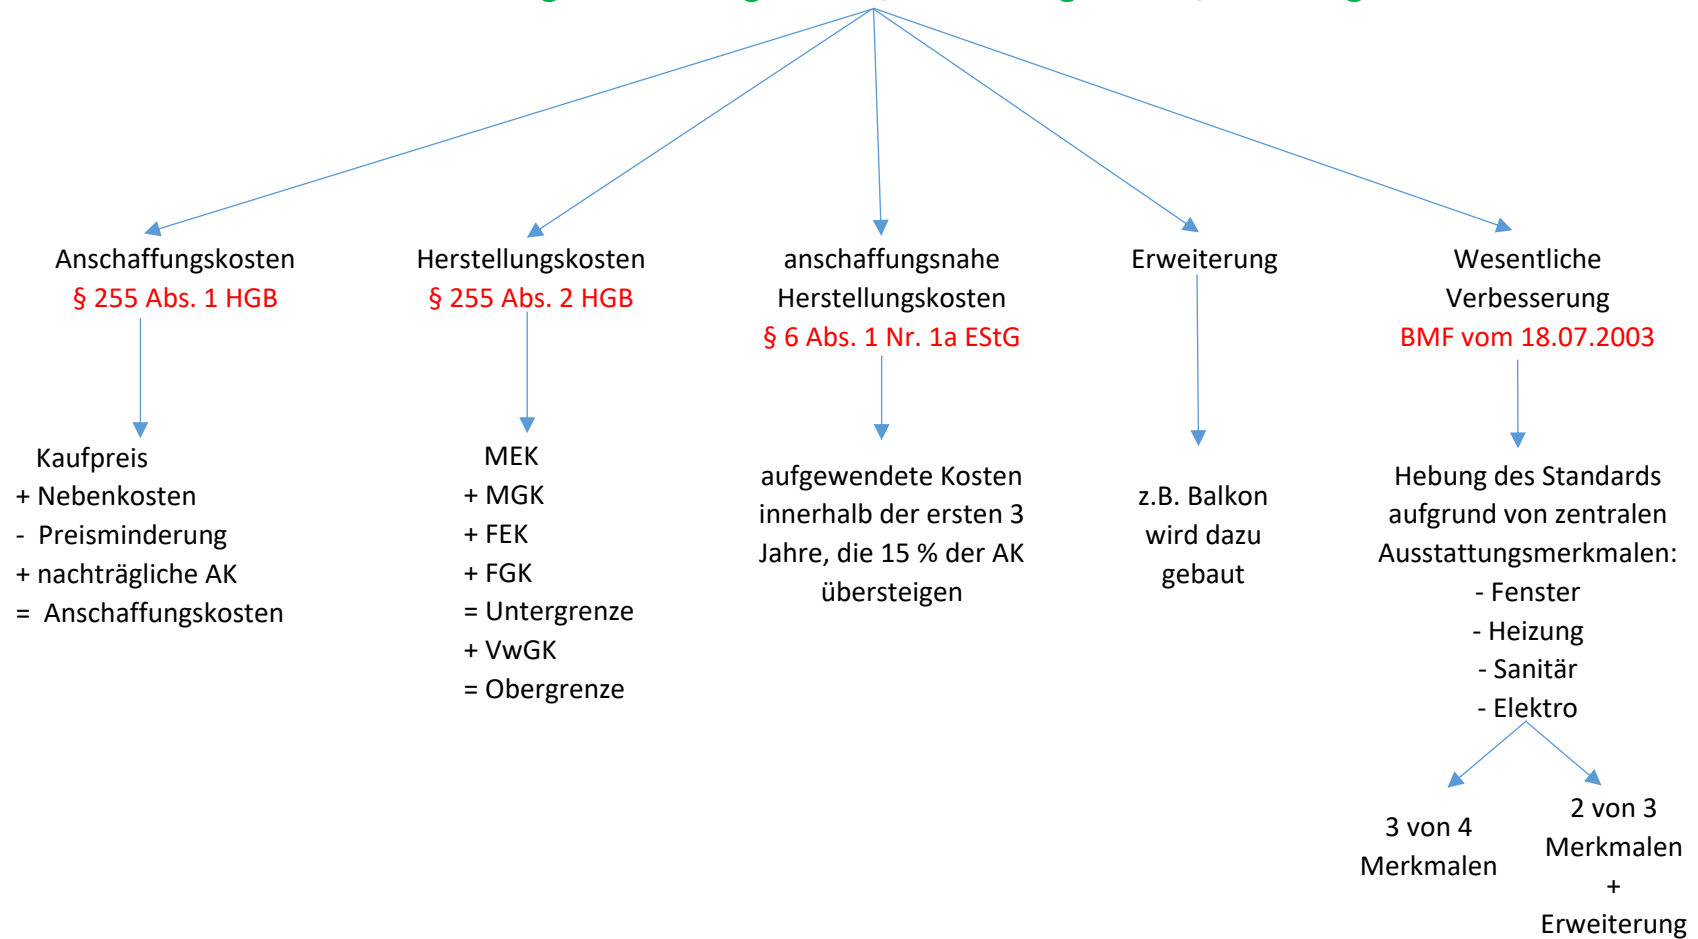 Anschaffungskosten
§ 255 Abs. 1 HGB
Kaufpreis
+ Nebenkosten
- Preisminderung
+ nachträgliche AK
= Anschaffungskosten
Herstellungskosten
§ 255 Abs. 2 HGB
MEK
+ MGK
+ FEK
+ FGK
= Untergrenze
+ VwGK
= Obergrenze
anschaffungsnahe
Herstellungskosten
§ 6 Abs. 1 Nr. 1a EStG
aufgewendete Kosten
innerhalb der ersten 3
Jahre, die 15 % der AK
übersteigen
Erweiterung
z.B. Balkon
wird dazu
gebaut
Wesentliche
Verbesserung
BMF vom 18.07.2003
Hebung des Standards
aufgrund von zentralen
Ausstattungsmerkmalen:
- Fenster
- Heizung
- Sanitär
- Elektro
3 von 4
Merkmalen
2 von 3
Merkmalen
+
Erweiterung